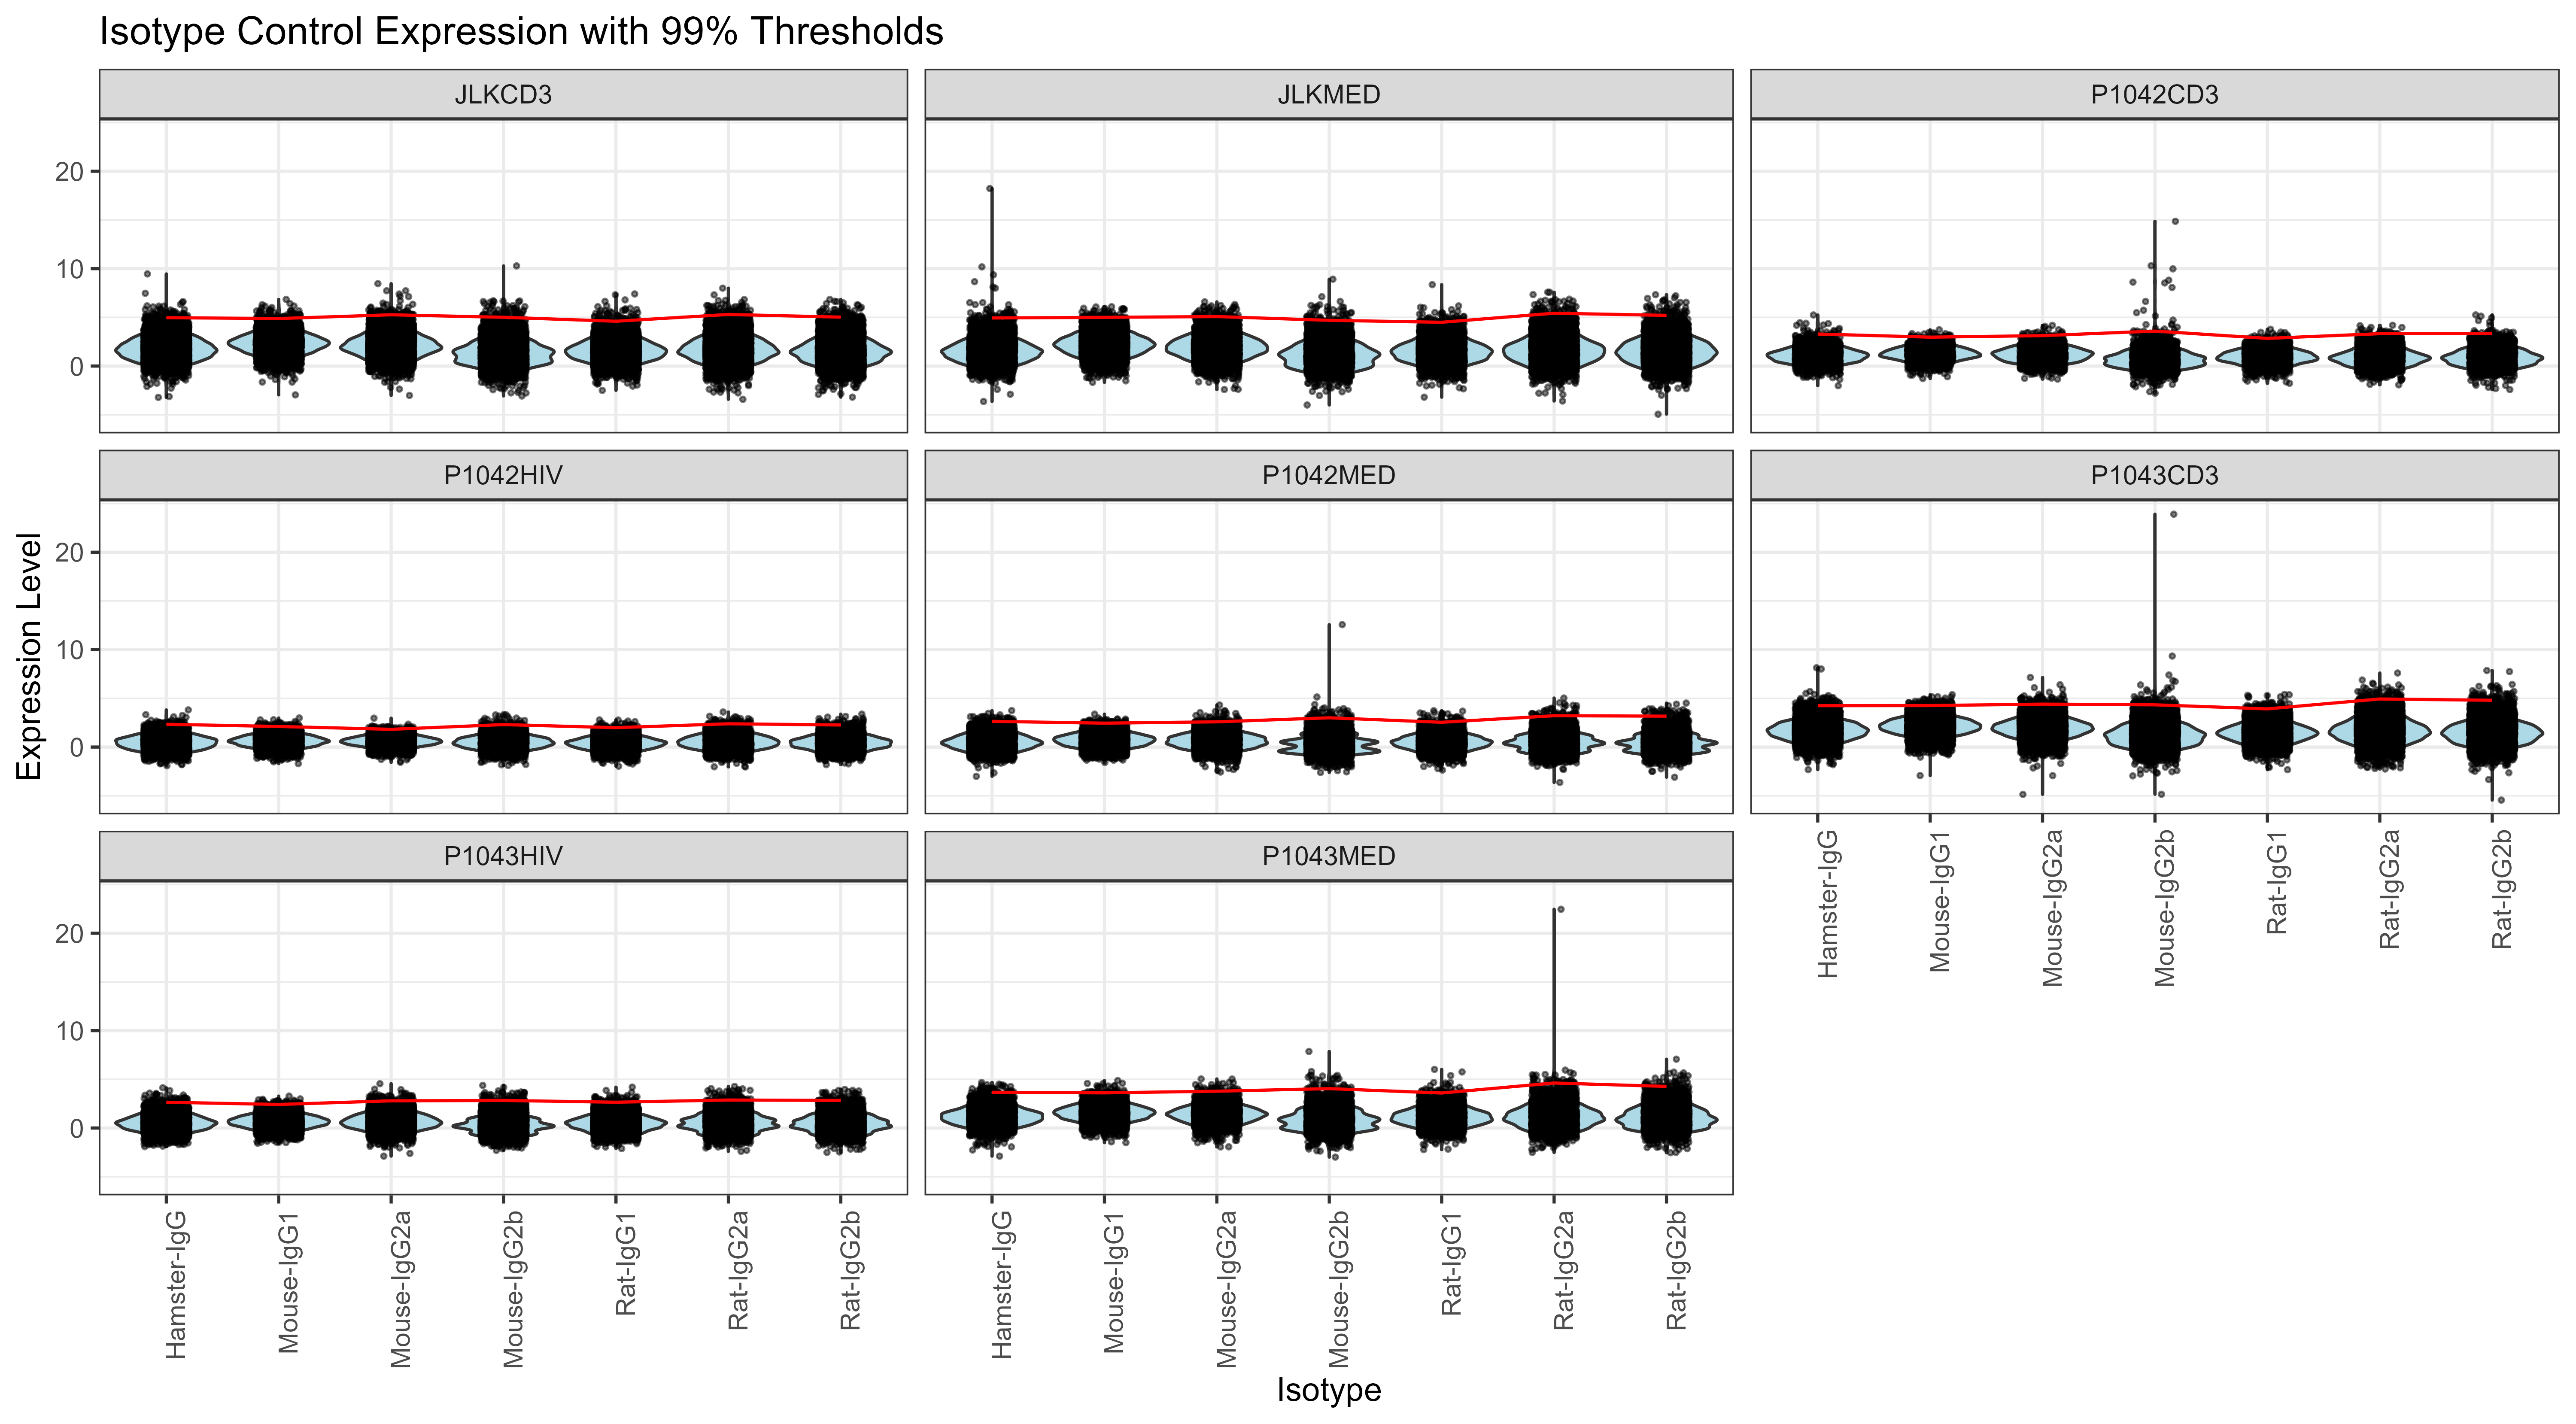 Isotype Control Expression with 99% Thresholds
JLKCD3
JLKMED
P1042CD3
20
10
0
P1042HIV
P1042MED
P1043CD3
20
10
0
Hamster-IgG
Mouse-IgG1
Mouse-IgG2a
Mouse-IgG2b
Rat-IgG1
Rat-IgG2a
Rat-IgG2b
P1043HIV
P1043MED
20
10
0
Hamster-IgG
Mouse-IgG1
Mouse-IgG2a
Mouse-IgG2b
Rat-IgG1
Rat-IgG2a
Rat-IgG2b
Hamster-IgG
Mouse-IgG1
Mouse-IgG2a
Mouse-IgG2b
Rat-IgG1
Rat-IgG2a
Rat-IgG2b
Expression Level
Isotype